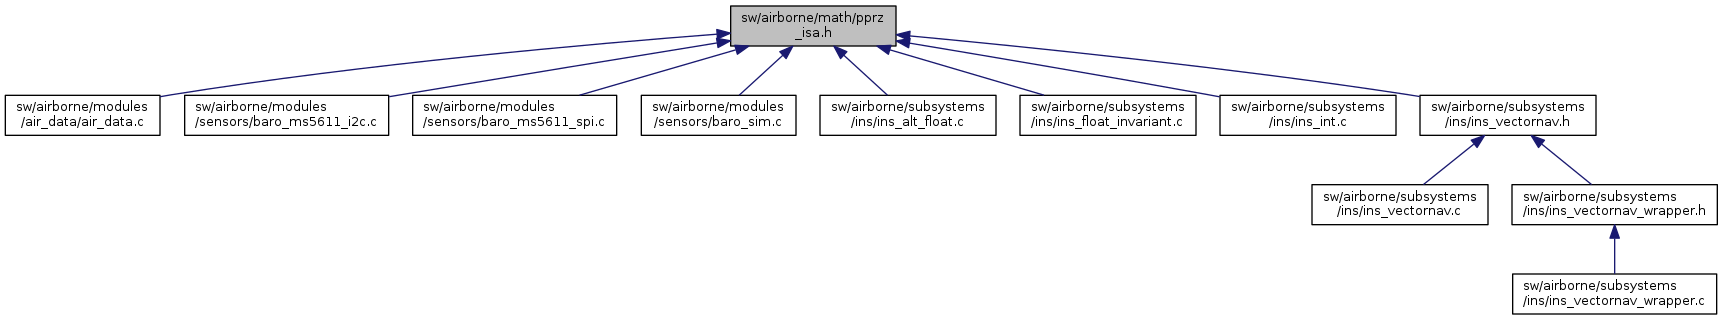 sw/airborne/math/pprz
_isa.h
sw/airborne/modules
/air_data/air_data.c
sw/airborne/modules
/sensors/baro_ms5611_i2c.c
sw/airborne/modules
/sensors/baro_ms5611_spi.c
sw/airborne/modules
/sensors/baro_sim.c
sw/airborne/subsystems
/ins/ins_alt_float.c
sw/airborne/subsystems
/ins/ins_float_invariant.c
sw/airborne/subsystems
/ins/ins_int.c
sw/airborne/subsystems
/ins/ins_vectornav.h
sw/airborne/subsystems
/ins/ins_vectornav.c
sw/airborne/subsystems
/ins/ins_vectornav_wrapper.h
sw/airborne/subsystems
/ins/ins_vectornav_wrapper.c